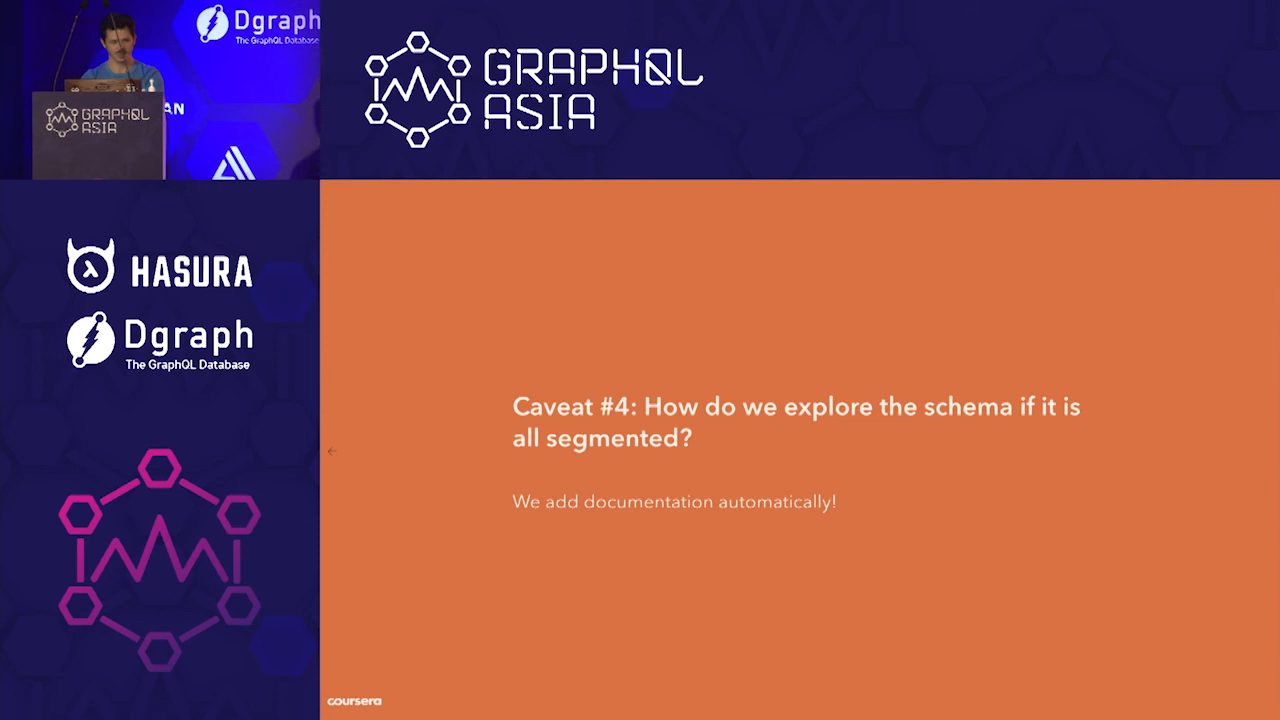 Dgraph
The GraphQL Database
AN
GRAPHQL
ASIA
GRAPHQL
ASIA
HASURA
Dgraph
The GraphQL Database
Caveat #4: How do we explore the schema if it is
all segmented?
We add documentation automatically!
coursera